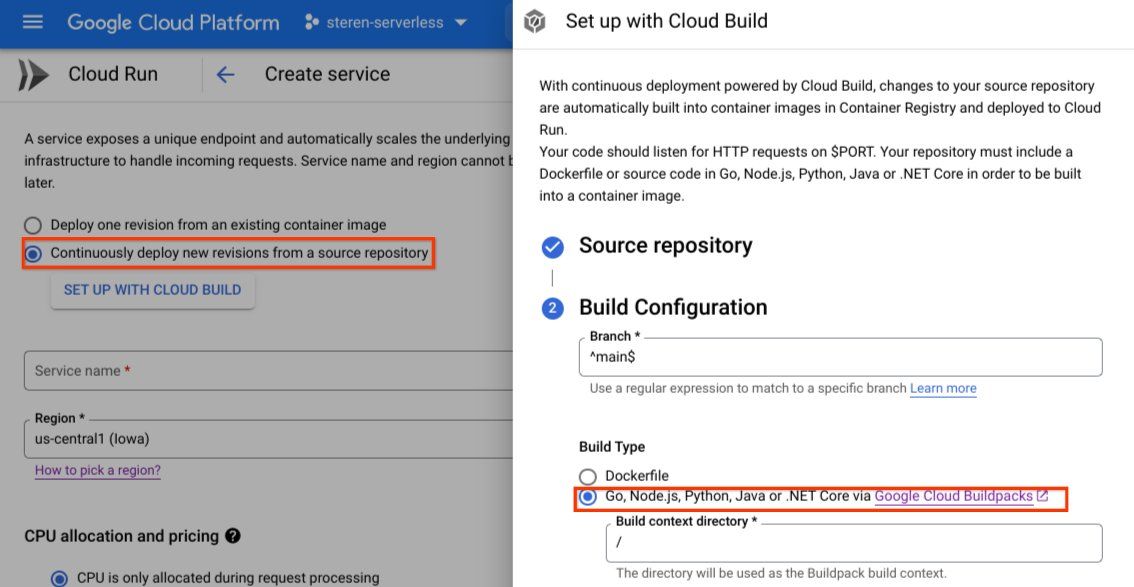 Google Cloud Platform
steren-serverless
Cloud Run
Create service
A service exposes a unique endpoint and automatically scales the underlying
infrastructure to handle incoming requests. Service name and region cannot
later.
Deploy one revision from an existing container image
Continuously deploy new revisions from a source repository
SET UP WITH CLOUD BUILD
Service name *
Region *
us-central1 (Iowa)
How to pick a region?
CPU allocation and pricing
CPU is only allocated during request processing
Set up with Cloud Build
With continuous deployment powered by Cloud Build, changes to your source repository
are automatically built into container images in Container Registry and deployed to Cloud
Run.
Your code should listen for HTTP requests on $PORT. Your repository must include a
Dockerfile or source code in Go, Node.js, Python, Java or .NET Core in order to be built
into a container image.
Source repository
2 Build Configuration
Branch *
^main$
Use a regular expression to match to a specific branch Learn more
Build Type
Dockerfile
Go, Node.js, Python, Java or .NET Core via Google Cloud Buildpacks
Build context directory *
/
The directory will be used as the Buildpack build context.